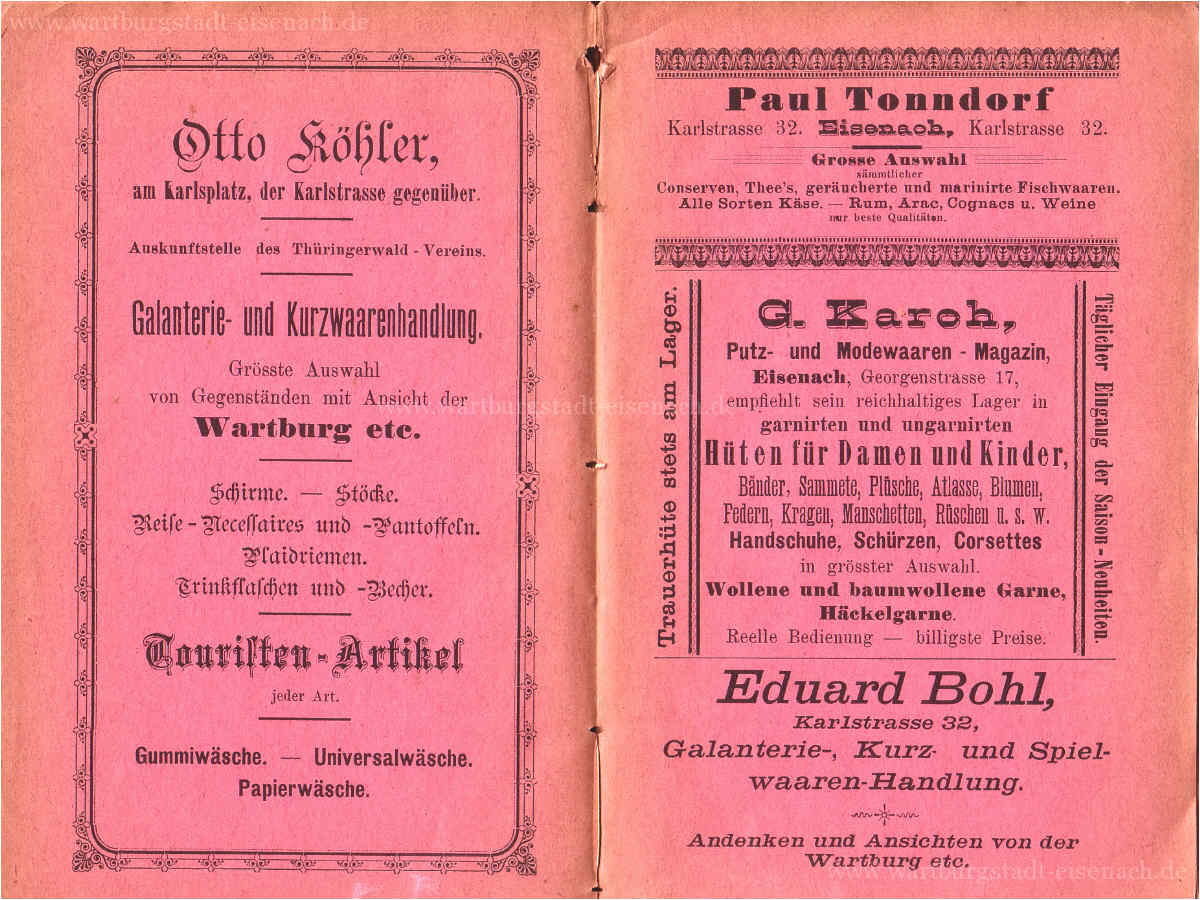 www.wartburgstadt-eisenach.de
Otto Köhler,
am Karlsplatz, der Karlstrasse gegenüber.
Auskunftstelle des Thüringerwald - Vereins.
Galanterie- und Kurzwaarenhandlung.
Grösste Auswahl
von Gegenständen mit Ansicht der
Wartburg etc.
Schirme. — Stöcke.
Reise-Necessaires und -Pantoffeln.
Plaidriemen.
Trinkflaschen und -Becher.
Touristen-Artikel
jeder Art.
Gummiwäsche. — Universalwäsche.
Papierwäsche.
Paul Tonndorf
Karlstrasse 32. Eisenach, Karlstrasse 32.
Grosse Auswahl
sämmtlicher
Conserven, Thee's, geräucherte und marinirte Fischwaaren.
Alle Sorten Käse. — Rum, Arac, Cognacs u. Weine
nur beste Qualitäten.
Trauerhüte stets am Lager.
G. Karoh,
Putz- und Modewaaren - Magazin,
Eisenach, Georgenstrasse 17,
empfiehlt sein reichhaltiges Lager in
garnirten und ungarnirten
Hüten für Damen und Kinder,
Bänder, Sammete, Plüsche, Atlasse, Blumen,
Federn, Kragen, Manschetten, Rüschen u. s. w.
Handschuhe, Schürzen, Corsettes
in grösster Auswahl.
Wollene und baumwollene Garne,
Häckelgarne.
Reelle Bedienung — billigste Preise.
Täglicher Eingang der Saison-Neuheiten.
Eduard Bohl,
Karlstrasse 32,
Galanterie-, Kurz- und Spiel-
waaren-Handlung.
Andenken und Ansichten von der
Wartburg etc.
www.wartburgstadt-eisenach.de
www.wartburgstadt-eisenach.de